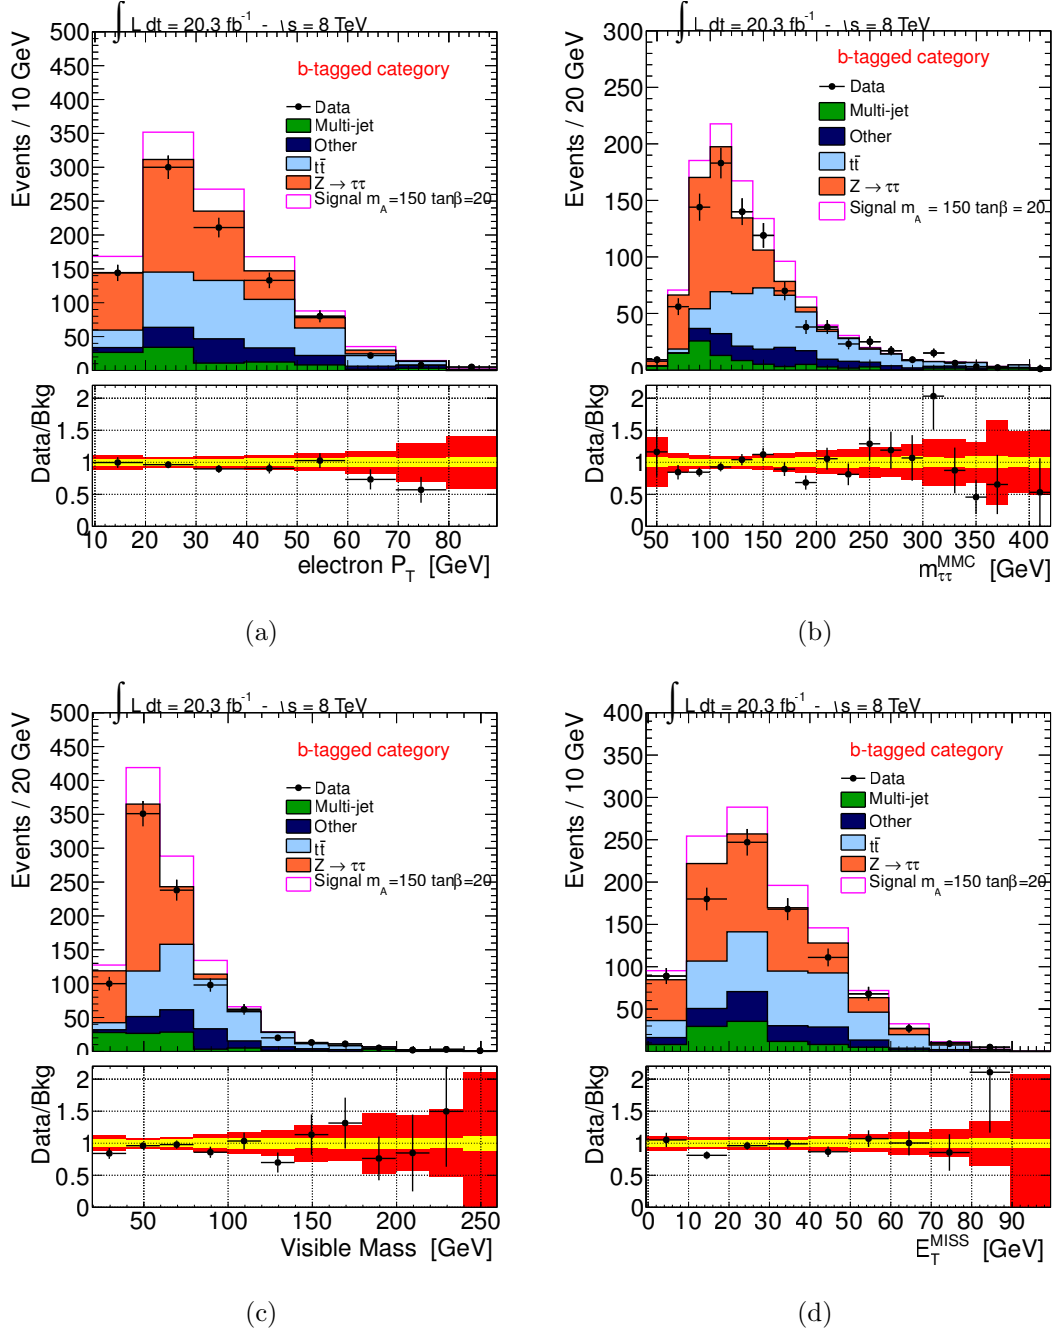 ∫ L dt = 20.3 fb⁻¹ - √s = 8 TeV
Events / 10 GeV
500
450
400
350
300
250
200
150
100
50
0
b-tagged category
Data
Multi-jet
Other
tt̄
Z → ττ
Signal m_A=150 tanβ=20
Data/Bkg
2
1.5
1
0.5
0
10 20 30 40 50 60 70 80
electron P_T [GeV]
(a)
∫ L dt = 20.3 fb⁻¹ - √s = 8 TeV
Events / 20 GeV
300
250
200
150
100
50
0
b-tagged category
Data
Multi-jet
Other
tt̄
Z → ττ
Signal m_A = 150 tanβ = 20
Data/Bkg
2
1.5
1
0.5
0
50 100 150 200 250 300 350 400
m_ττ^MMC [GeV]
(b)
∫ L dt = 20.3 fb⁻¹ - √s = 8 TeV
Events / 20 GeV
500
450
400
350
300
250
200
150
100
50
0
b-tagged category
Data
Multi-jet
Other
tt̄
Z → ττ
Signal m_A=150 tanβ=20
Data/Bkg
2
1.5
1
0.5
0
50 100 150 200 250
Visible Mass [GeV]
(c)
∫ L dt = 20.3 fb⁻¹ - √s = 8 TeV
Events / 10 GeV
400
350
300
250
200
150
100
50
0
b-tagged category
Data
Multi-jet
Other
tt̄
Z → ττ
Signal m_A=150 tanβ=20
Data/Bkg
2
1.5
1
0.5
0
0 10 20 30 40 50 60 70 80 90
E_T^MISS [GeV]
(d)